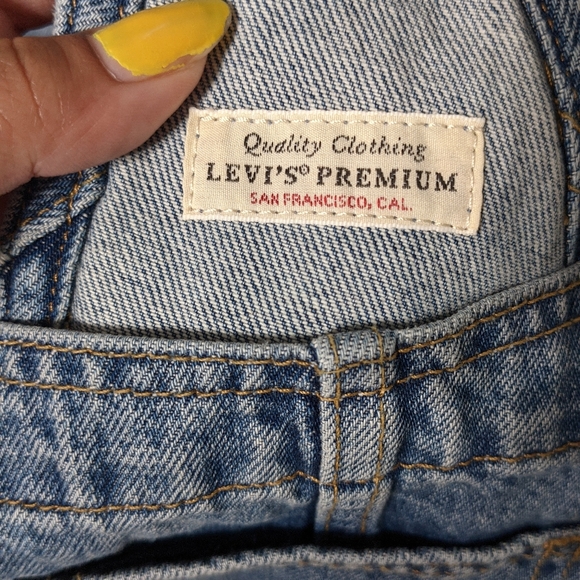 Quality Clothing
LEVI'S® PREMIUM
SAN FRANCISCO, CAL.